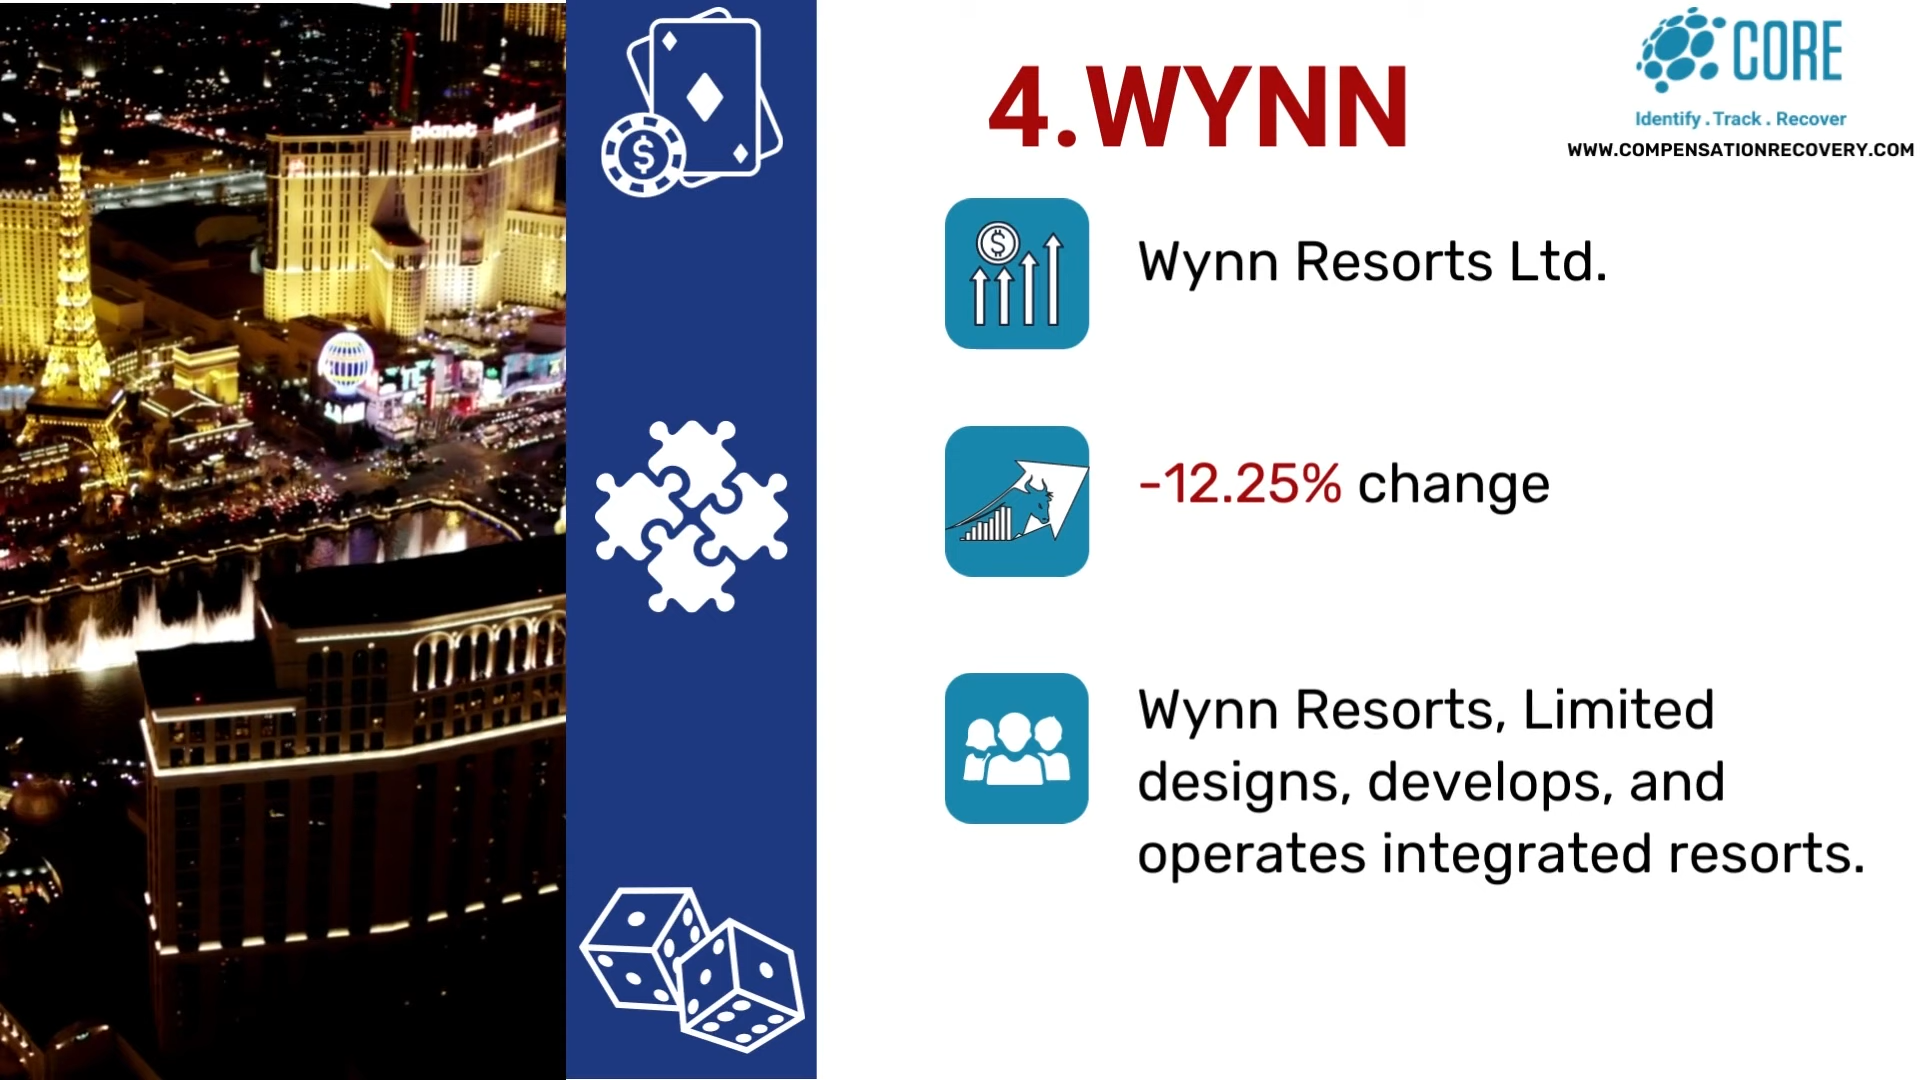 planet
4.WYNN
CORE
Identify . Track . Recover
WWW.COMPENSATIONRECOVERY.COM
$
$
Wynn Resorts Ltd.
-12.25% change
Wynn Resorts, Limited
designs, develops, and
operates integrated resorts.